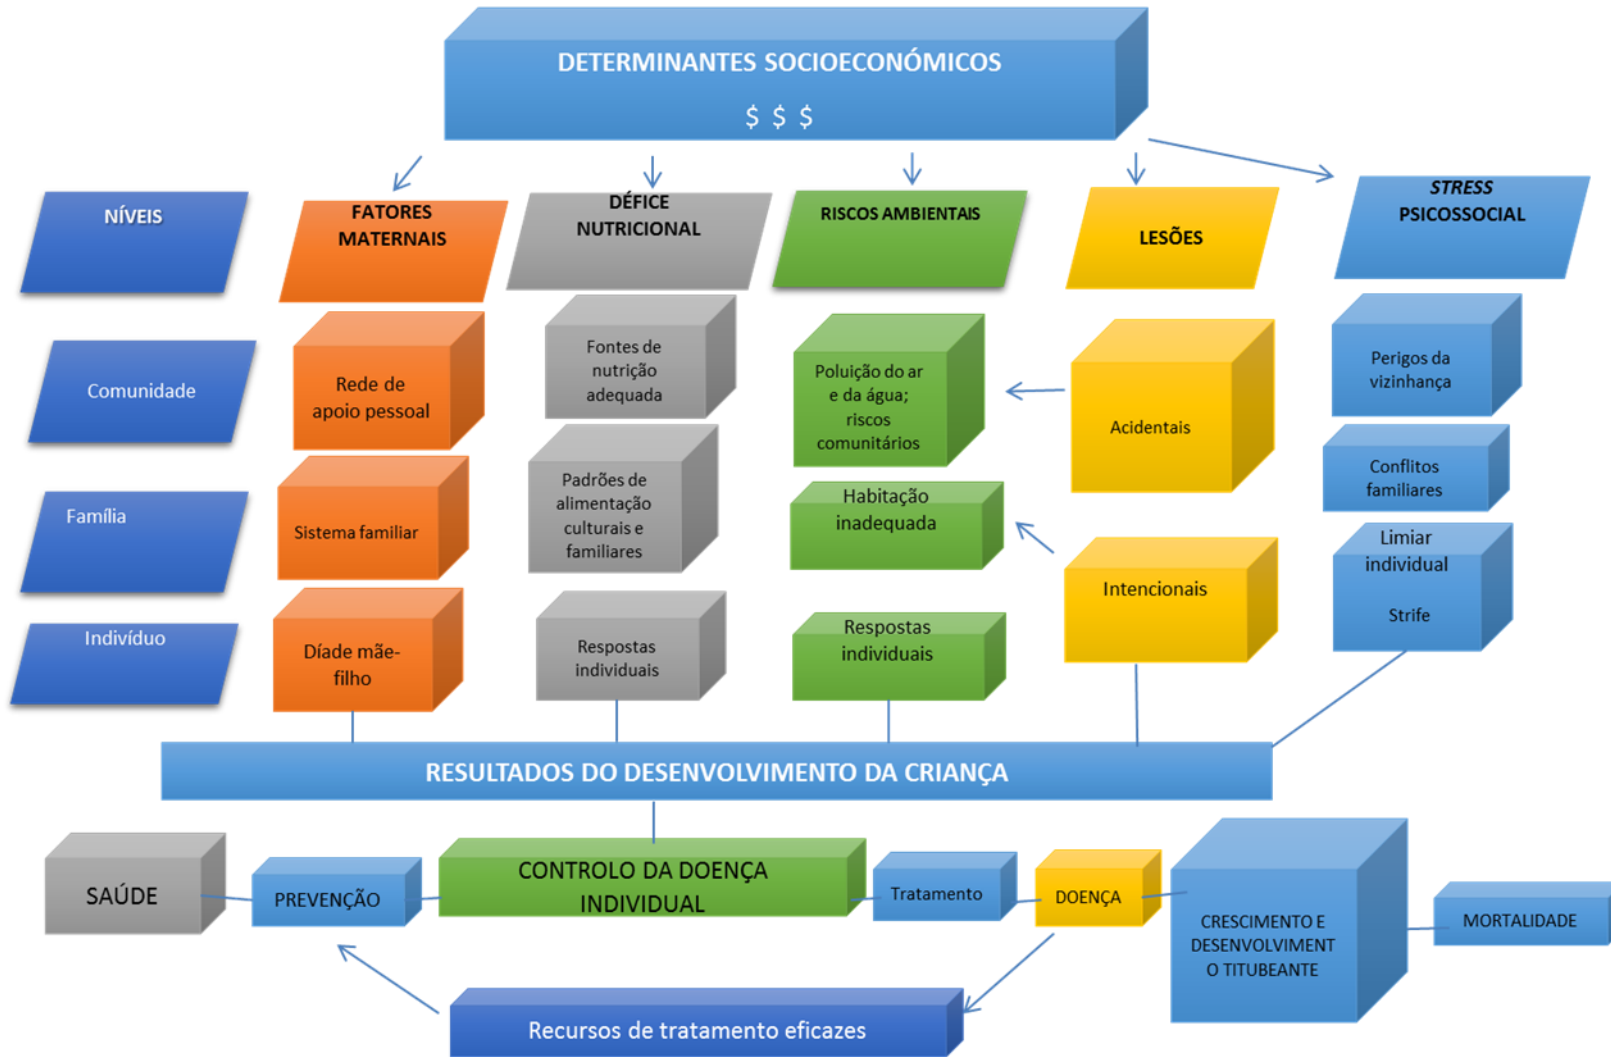 DETERMINANTES SOCIOECONÓMICOS
$ $ $
NÍVEIS
FATORES
MATERNAIS
DÉFICE
NUTRICIONAL
RISCOS AMBIENTAIS
LESÕES
STRESS
PSICOSSOCIAL
Comunidade
Rede de
apoio pessoal
Fontes de
nutrição
adequada
Poluição do ar
e da água;
riscos
comunitários
Acidentais
Perigos da
vizinhança
Família
Sistema familiar
Padrões de
alimentação
culturais e
familiares
Habitação
inadequada
Intencionais
Conflitos
familiares
Indivíduo
Díade mãe-
filho
Respostas
individuais
Respostas
individuais
Limiar
individual
Strife
RESULTADOS DO DESENVOLVIMENTO DA CRIANÇA
SAÚDE
PREVENÇÃO
CONTROLO DA DOENÇA
INDIVIDUAL
Tratamento
DOENÇA
CRESCIMENTO E
DESENVOLVIMENT
O TITUBEANTE
MORTALIDADE
Recursos de tratamento eficazes